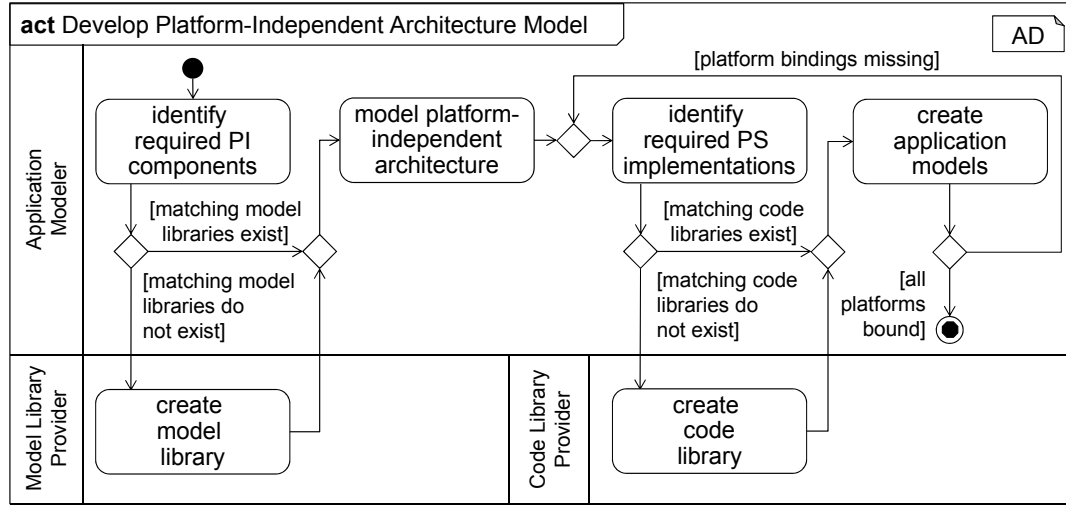 act Develop Platform-Independent Architecture Model
AD
[platform bindings missing]
Application
Modeler
identify
required PI
components
model platform-
independent
architecture
identify
required PS
implementations
create
application
models
[matching model
libraries exist]
[matching model
libraries do
not exist]
[matching code
libraries exist]
[matching code
libraries do
not exist]
[all
platforms
bound]
Model Library
Provider
create
model
library
Code Library
Provider
create
code
library